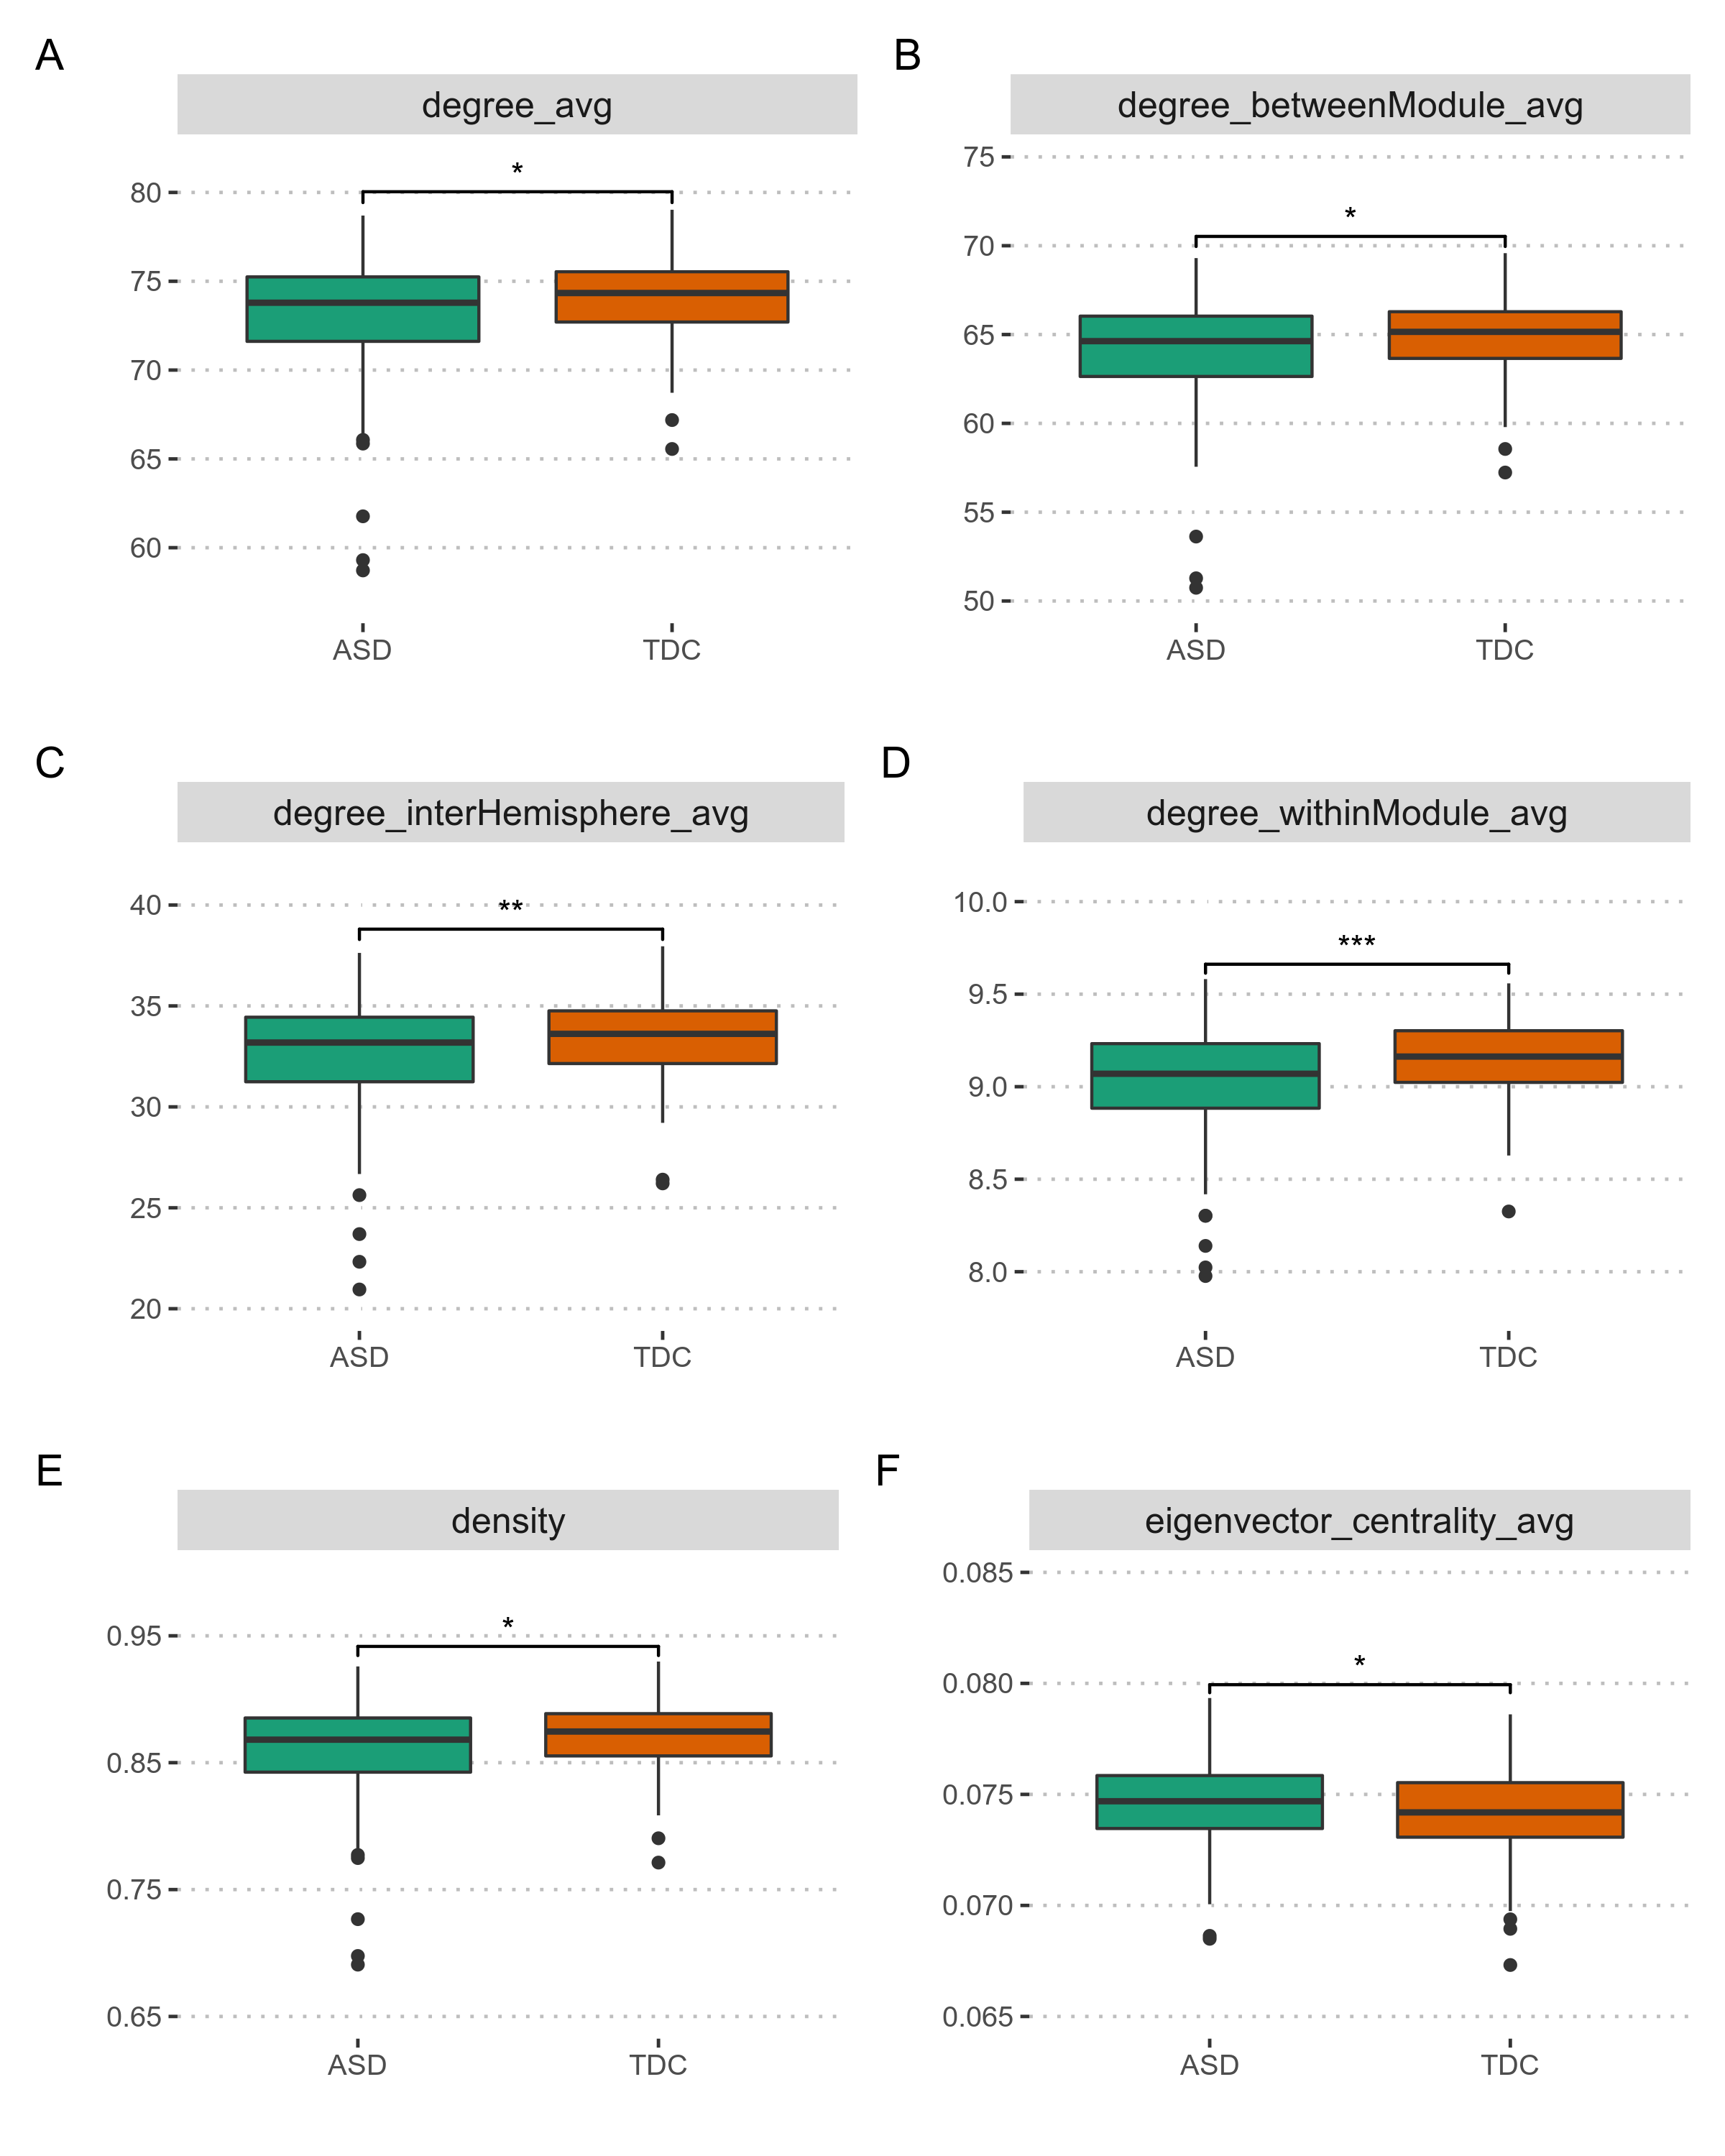 A
degree_avg
*
80
75
70
65
60
ASD TDC
B
degree_betweenModule_avg
75
*
70
65
60
55
50
ASD TDC
C
degree_interHemisphere_avg
40
**
35
30
25
20
ASD TDC
D
degree_withinModule_avg
10.0
***
9.5
9.0
8.5
8.0
ASD TDC
E
density
*
0.95
0.85
0.75
0.65
ASD TDC
F
eigenvector_centrality_avg
0.085
*
0.080
0.075
0.070
0.065
ASD TDC